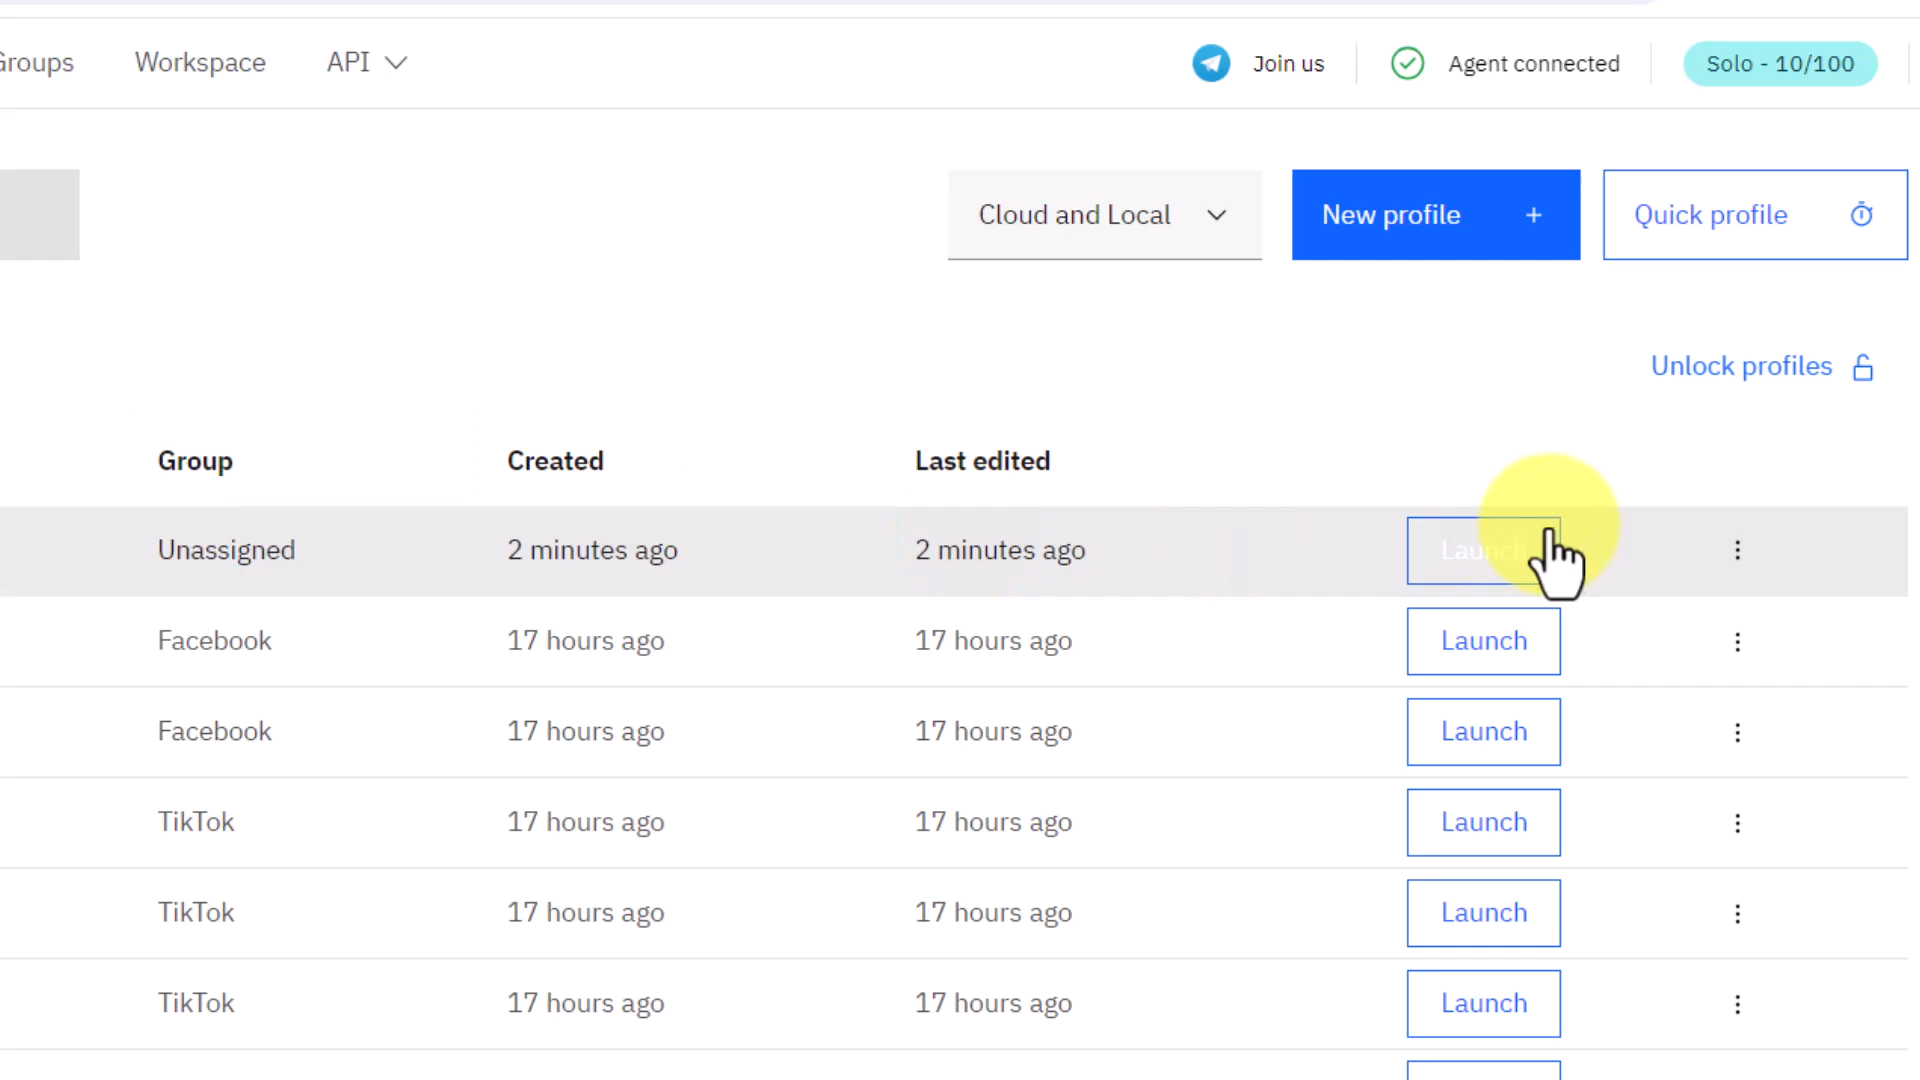 Groups Workspace API Join us Agent connected Solo - 10/100
Cloud and Local New profile + Quick profile
Unlock profiles
Group Created Last edited
Unassigned 2 minutes ago 2 minutes ago Launch
Facebook 17 hours ago 17 hours ago Launch
Facebook 17 hours ago 17 hours ago Launch
TikTok 17 hours ago 17 hours ago Launch
TikTok 17 hours ago 17 hours ago Launch
TikTok 17 hours ago 17 hours ago Launch